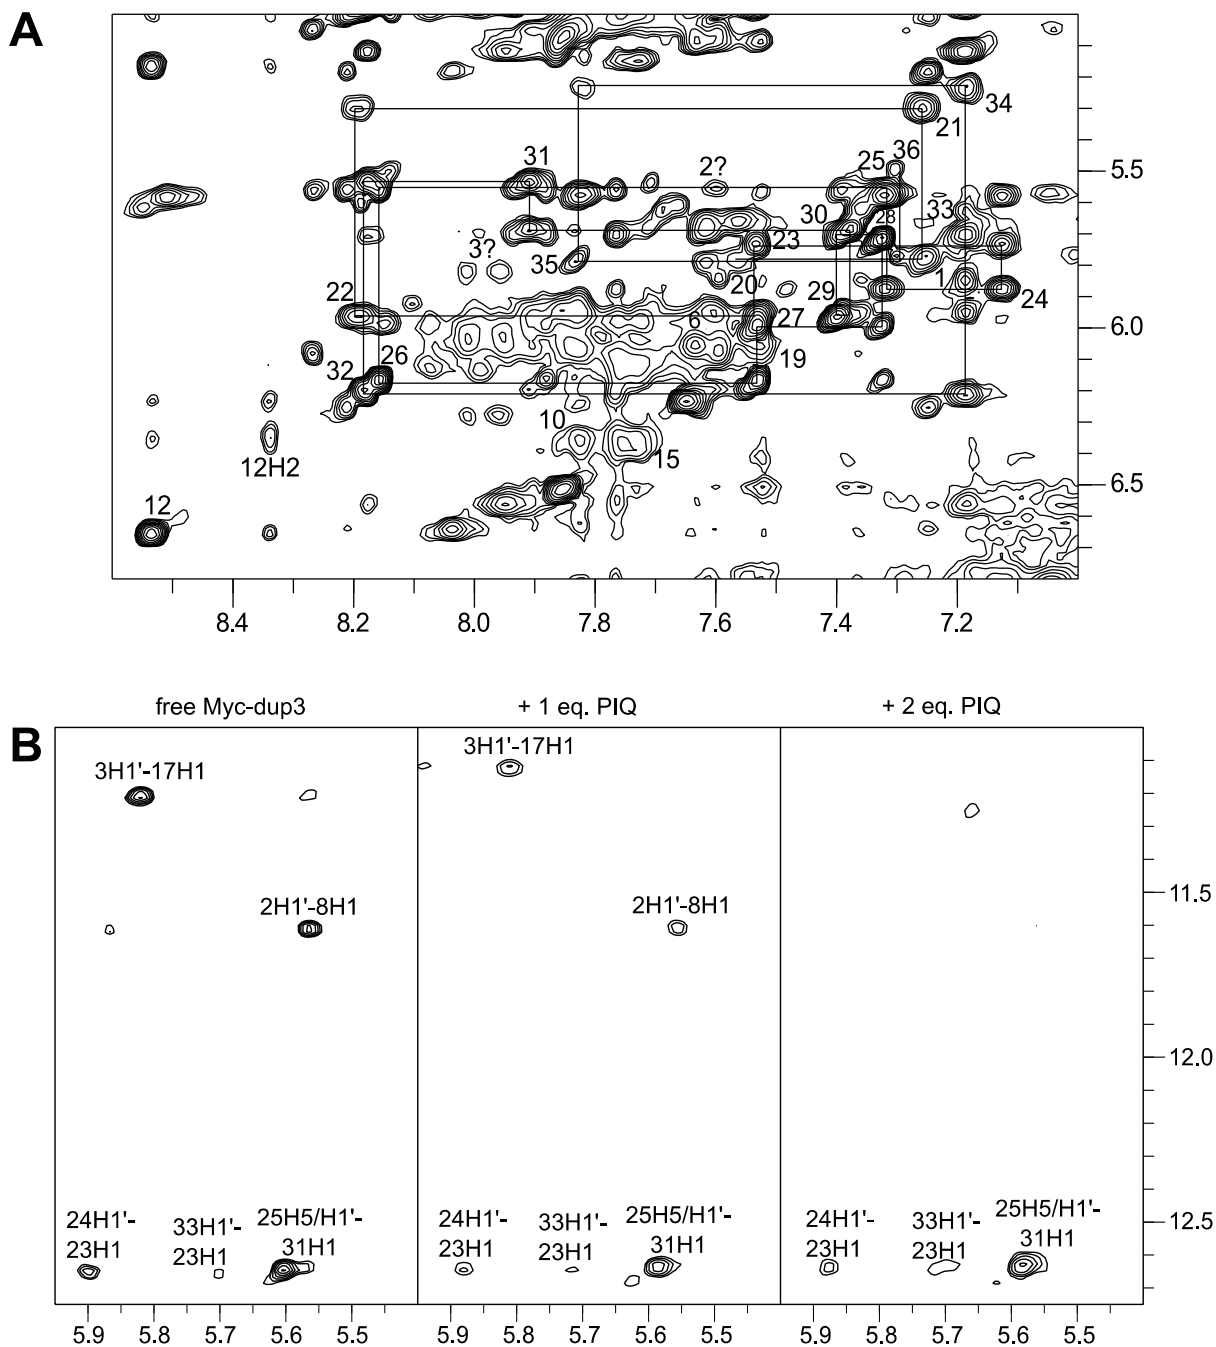 A
34
21
36
31
25
2?
5.5
33
30
28
23
3?
35
1
20
22
29
24
6
27
6.0
19
26
32
10
15
12H2
12
6.5
8.4 8.2 8.0 7.8 7.6 7.4 7.2
free Myc-dup3 + 1 eq. PIQ + 2 eq. PIQ
B
3H1'-17H1
3H1'-17H1
2H1'-8H1
2H1'-8H1
11.5
12.0
24H1'-
23H1
33H1'-
23H1
25H5/H1'-
31H1
24H1'-
23H1
33H1'-
23H1
25H5/H1'-
31H1
24H1'-
23H1
33H1'-
23H1
25H5/H1'-
31H1
12.5
5.9 5.8 5.7 5.6 5.5 5.9 5.8 5.7 5.6 5.5 5.9 5.8 5.7 5.6 5.5